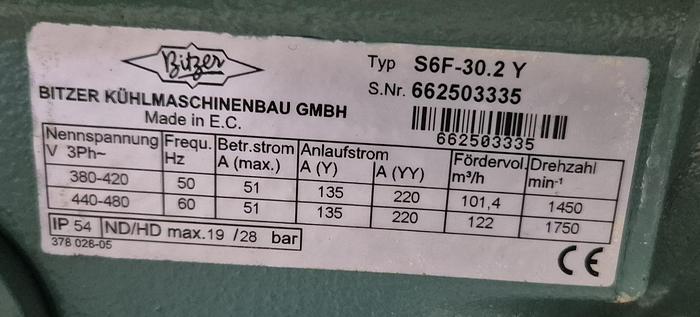 Bitzer
BITZER KÜHLMASCHINENBAU GMBH
Made in E.C.
Typ S6F-30.2 Y
S.Nr. 662503335
662503335
Nennspannung V 3Ph~ Frequ. Hz Betr.strom A (max.) Anlaufstrom A (Y) A (YY) Fördervol. m³/h Drehzahl min-¹
380-420 50 51 135 220 101,4 1450
440-480 60 51 135 220 122 1750
IP 54 ND/HD max.19 /28 bar
378 026-05
CE